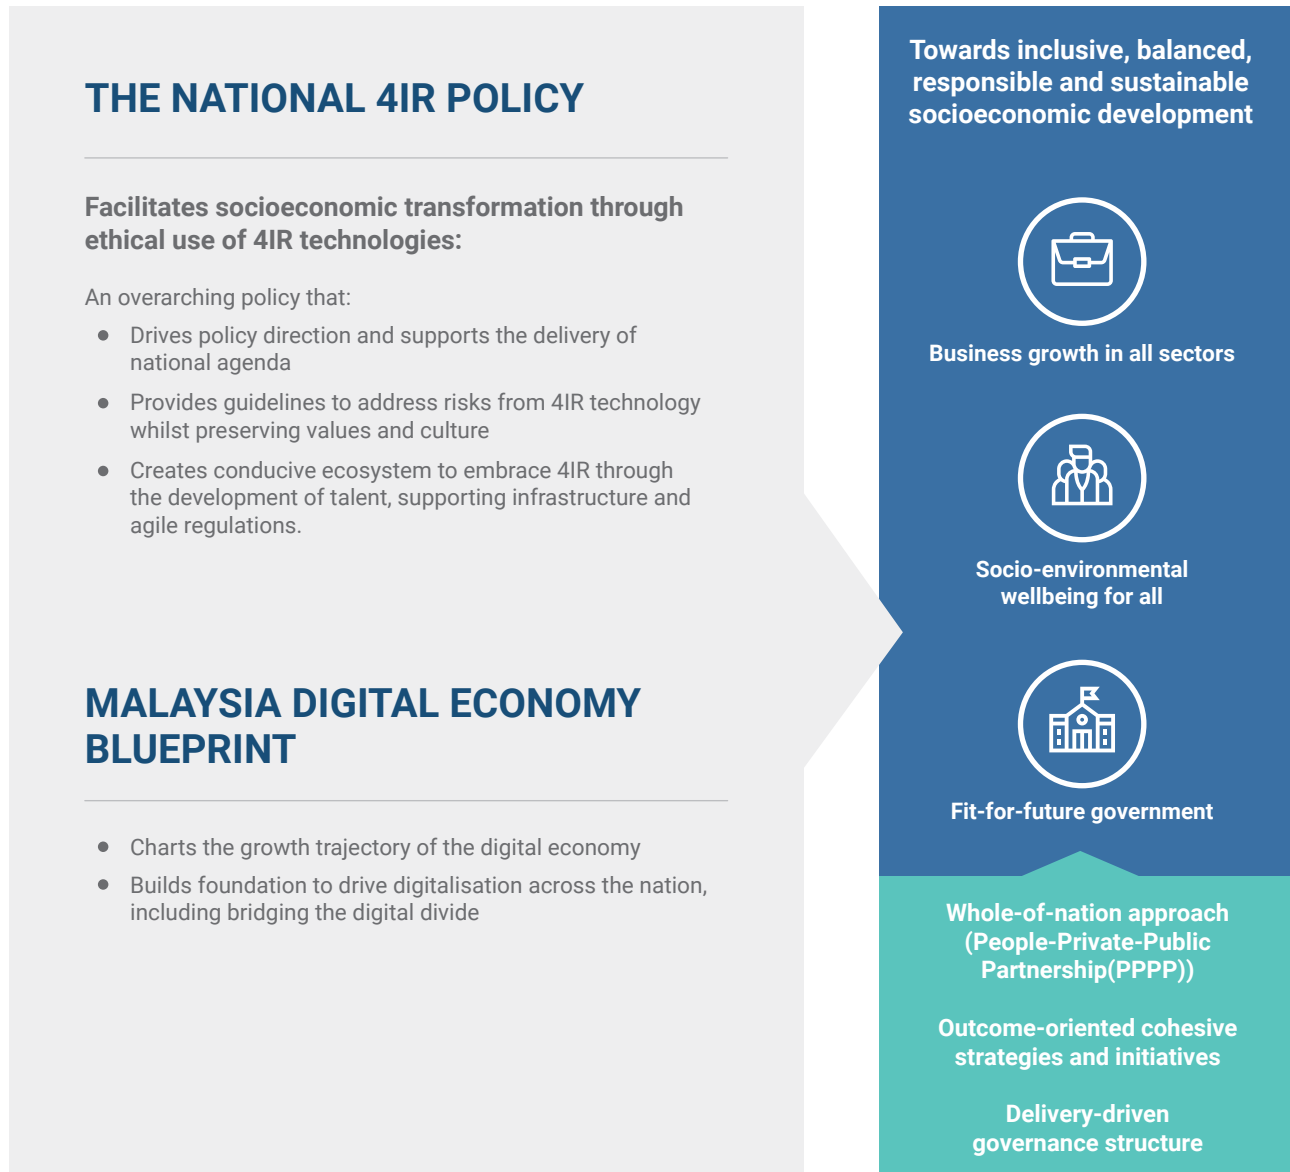 THE NATIONAL 4IR POLICY
Facilitates socioeconomic transformation through
ethical use of 4IR technologies:
An overarching policy that:
● Drives policy direction and supports the delivery of
national agenda
● Provides guidelines to address risks from 4IR technology
whilst preserving values and culture
● Creates conducive ecosystem to embrace 4IR through
the development of talent, supporting infrastructure and
agile regulations.
MALAYSIA DIGITAL ECONOMY
BLUEPRINT
● Charts the growth trajectory of the digital economy
● Builds foundation to drive digitalisation across the nation,
including bridging the digital divide
Towards inclusive, balanced,
responsible and sustainable
socioeconomic development
Business growth in all sectors
Socio-environmental
wellbeing for all
Fit-for-future government
Whole-of-nation approach
(People-Private-Public
Partnership(PPPP))
Outcome-oriented cohesive
strategies and initiatives
Delivery-driven
governance structure